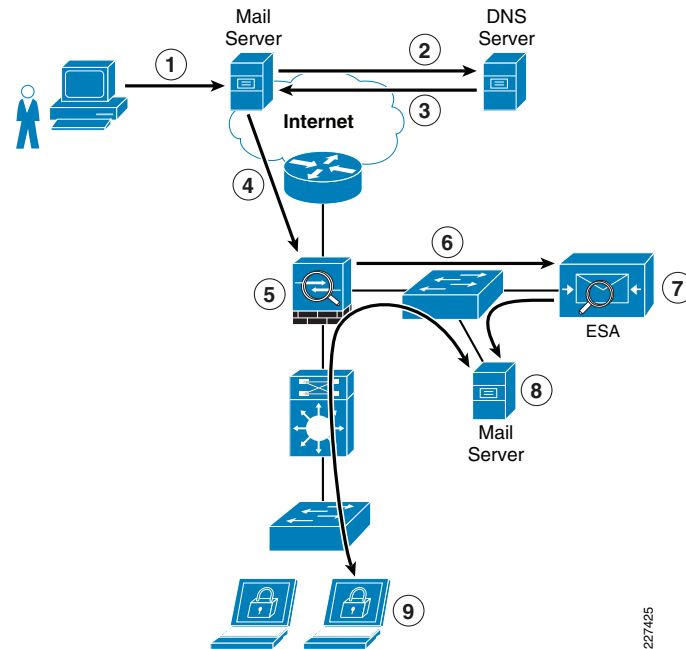 Mail
Server
DNS
Server
1
2
3
Internet
4
5
6
7
ESA
8
Mail
Server
9
227425